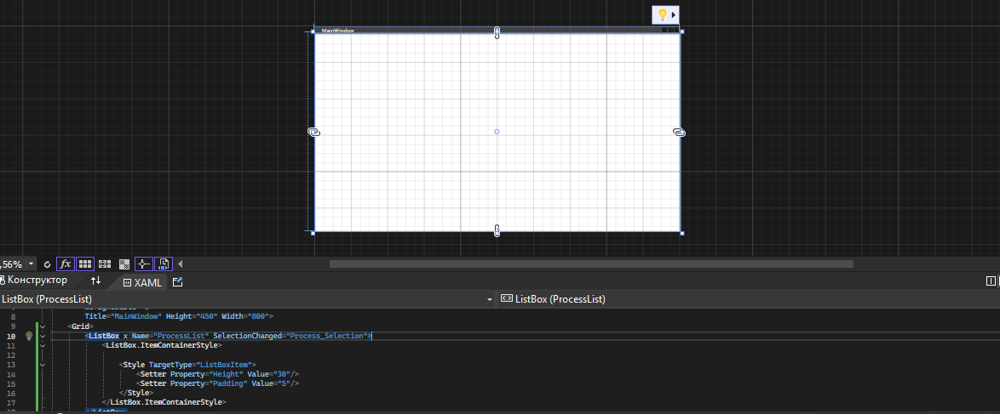 MainWindow
,56%
fx
Конструктор
XAML
ListBox (ProcessList)
ListBox (ProcessList)
8 Title="MainWindow" Height="450" Width="800">
9 <Grid>
10 <ListBox x:Name="ProcessList" SelectionChanged="Process_Selection">
11 <ListBox.ItemContainerStyle>
12
13 <Style TargetType="ListBoxItem">
14 <Setter Property="Height" Value="30"/>
15 <Setter Property="Padding" Value="5"/>
16 </Style>
17 </ListBox.ItemContainerStyle>